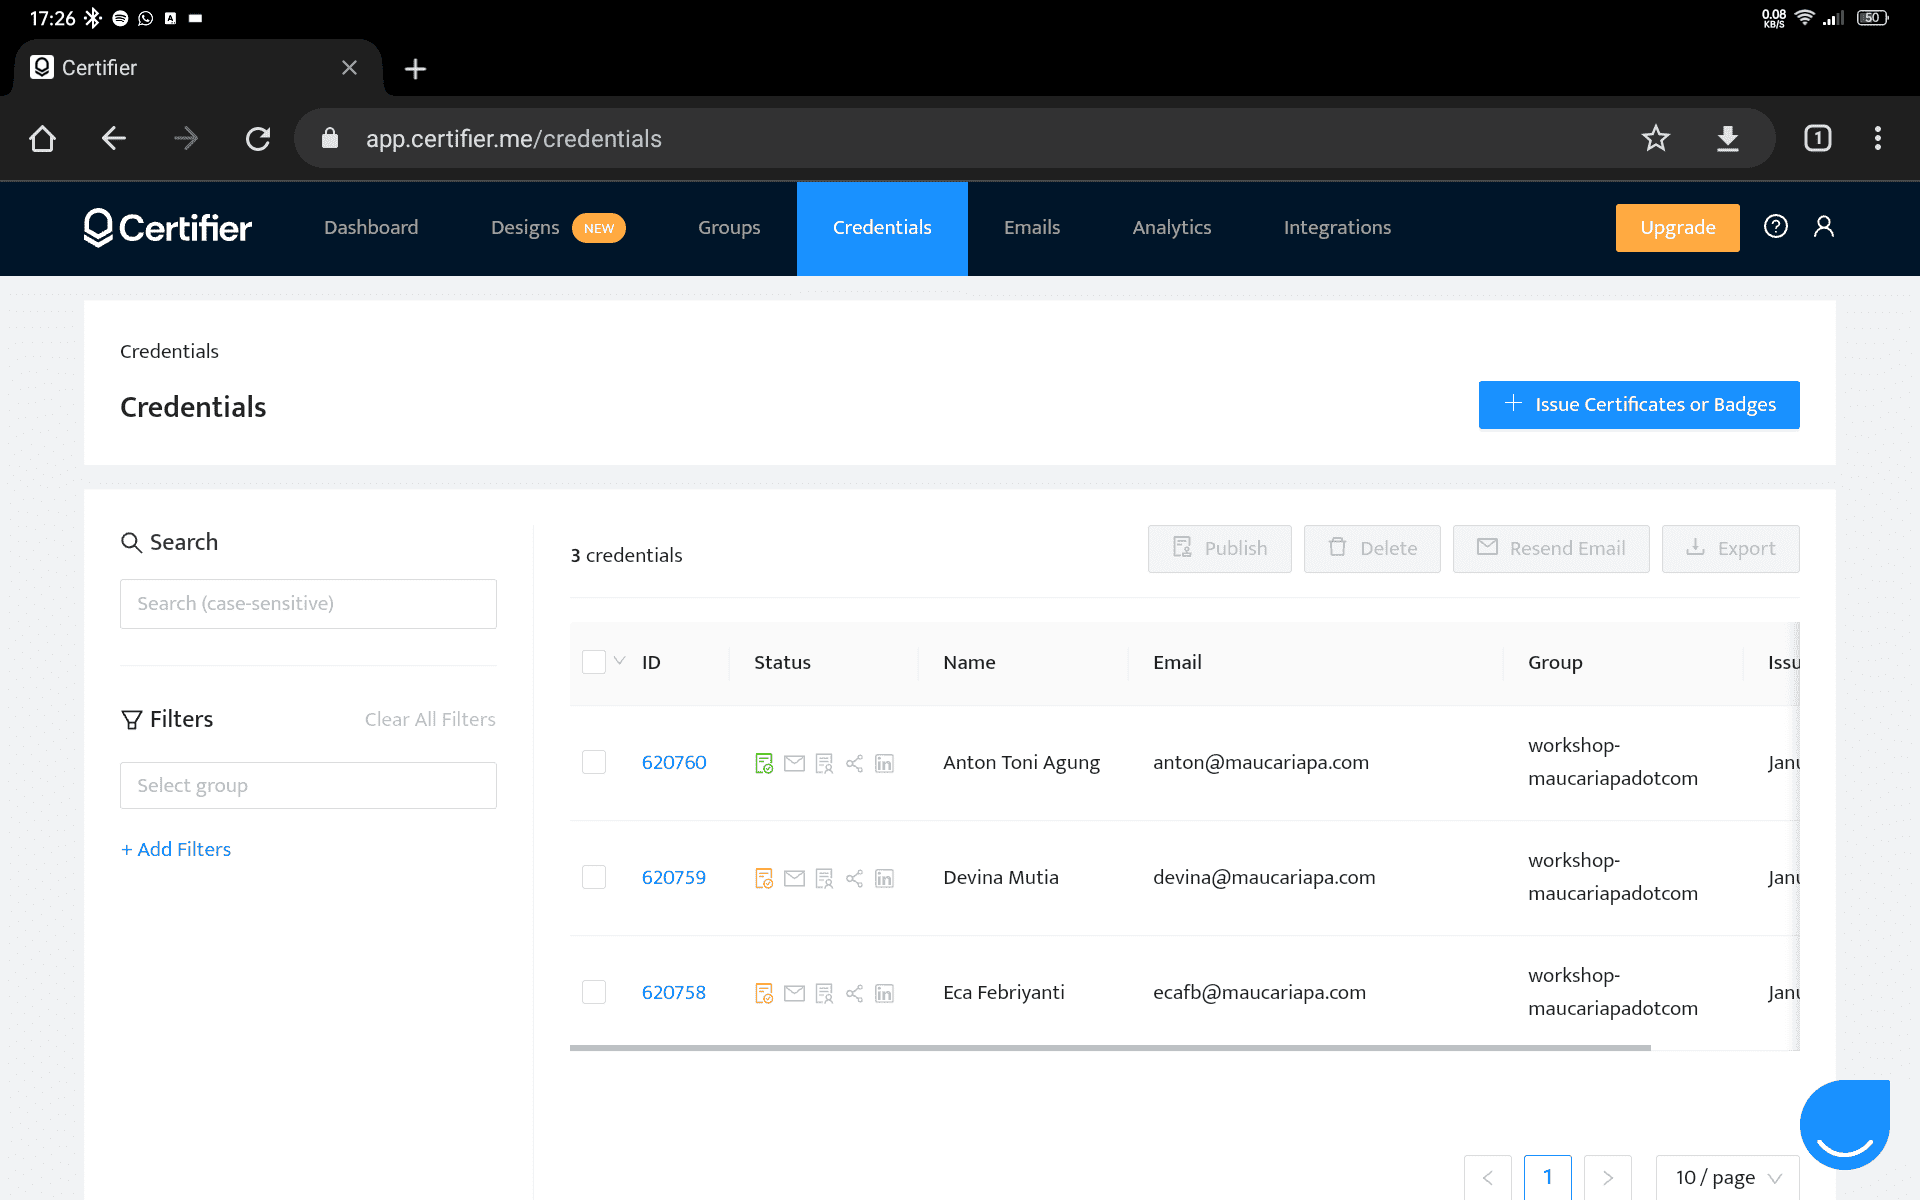 17:26
0.08
KB/S
50
Certifier
app.certifier.me/credentials
1
Certifier
Dashboard
Designs NEW
Groups
Credentials
Emails
Analytics
Integrations
Upgrade
Credentials
Credentials
Issue Certificates or Badges
Search
Search (case-sensitive)
Filters
Clear All Filters
Select group
+ Add Filters
3 credentials
Publish
Delete
Resend Email
Export
ID Status Name Email Group Issu
620760 Anton Toni Agung anton@maucariapa.com workshop-
maucariapadotcom Janu
620759 Devina Mutia devina@maucariapa.com workshop-
maucariapadotcom Janu
620758 Eca Febriyanti ecafb@maucariapa.com workshop-
maucariapadotcom Janu
1
10 / page